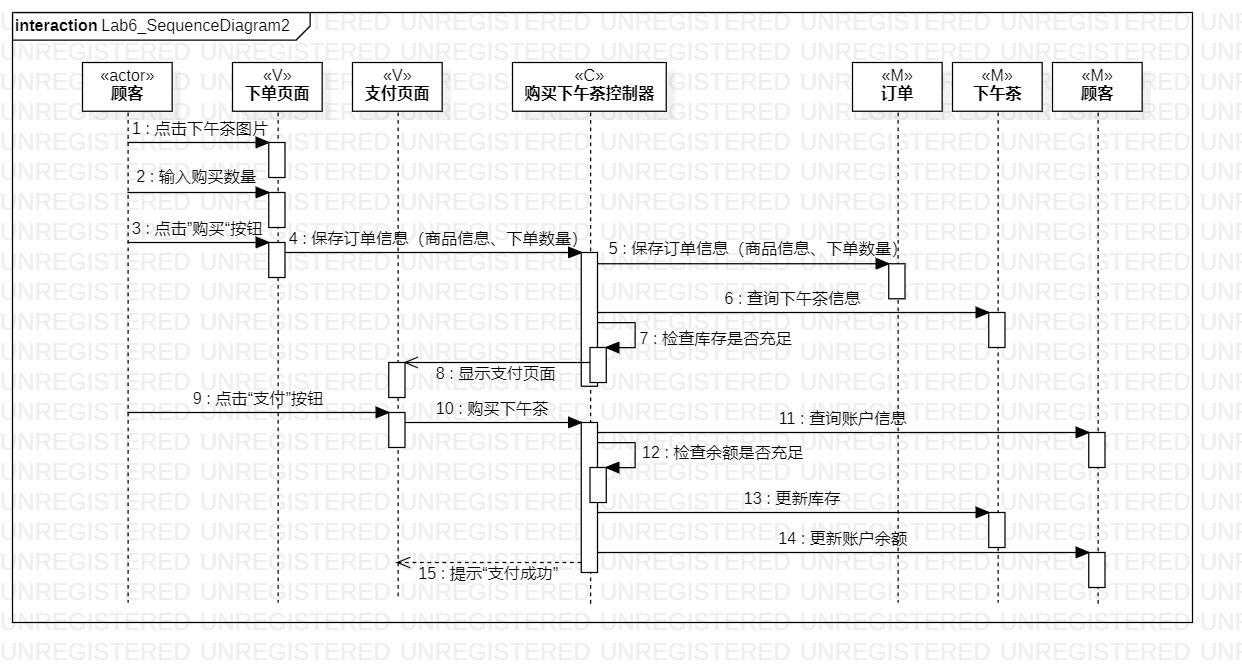 interaction Lab6_SequenceDiagram2
«actor»
顾客
«V»
下单页面
«V»
支付页面
«C»
购买下午茶控制器
«M»
订单
«M»
下午茶
«M»
顾客
1 : 点击下午茶图片
2 : 输入购买数量
3 : 点击”购买“按钮
4 : 保存订单信息（商品信息、下单数量）
5 : 保存订单信息（商品信息、下单数量）
6 : 查询下午茶信息
7 : 检查库存是否充足
8 : 显示支付页面
9 : 点击“支付”按钮
10 : 购买下午茶
11 : 查询账户信息
12 : 检查余额是否充足
13 : 更新库存
14 : 更新账户余额
15 : 提示“支付成功”
UNREGISTERED